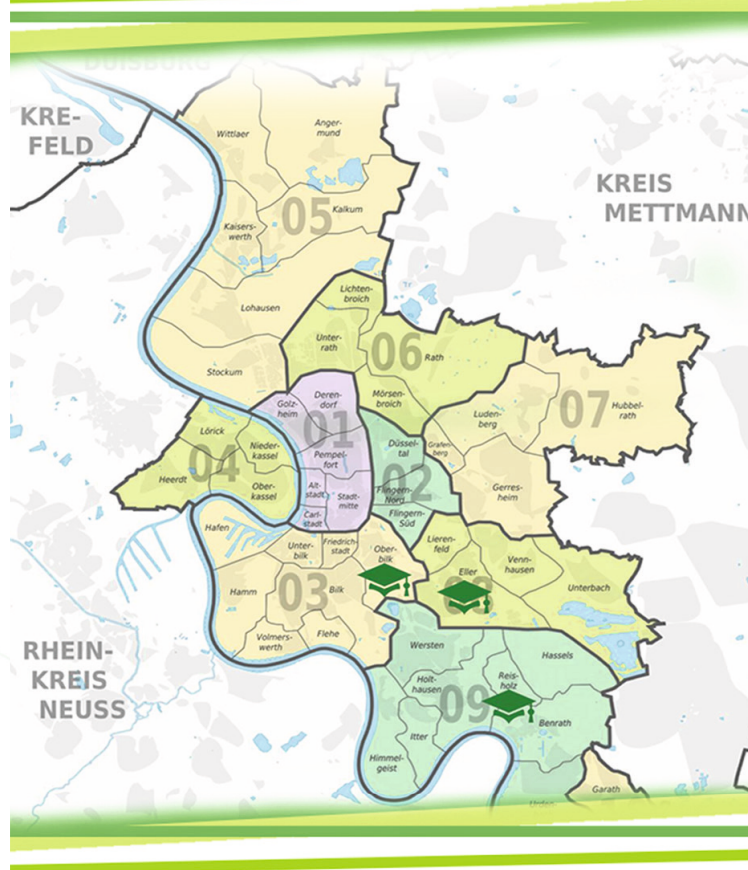 DUISBURG
KRE-
FELD
Wittlaer
Anger-
mund
KREIS
METTMANN
05
Kalkum
Kaisers-
werth
Lichten-
broich
Lohausen
Unter-
rath
06
Rath
Stockum
Mörsen-
broich
07
Hubbel-
rath
Luden-
berg
Golz-
heim
Deren-
dorf
01
Lörick
Nieder-
kassel
Düssel-
tal
Grafen-
berg
Pempel-
fort
04
Heerdt
Ober-
kassel
Alt-
stadt
Stadt-
mitte
02
Flingern-
Nord
Gerres-
heim
Carl-
stadt
Flingern-
Süd
Hafen
Unter-
bilk
Friedrich-
stadt
Ober-
bilk
Lieren-
feld
Eller
Venn-
hausen
Unterbach
08
Hamm
03
Bilk
Volmers-
werth
Flehe
RHEIN-
KREIS
NEUSS
Wersten
Hassels
Holt-
hausen
Reis-
holz
09
Benrath
Itter
Himmel-
geist
Garath